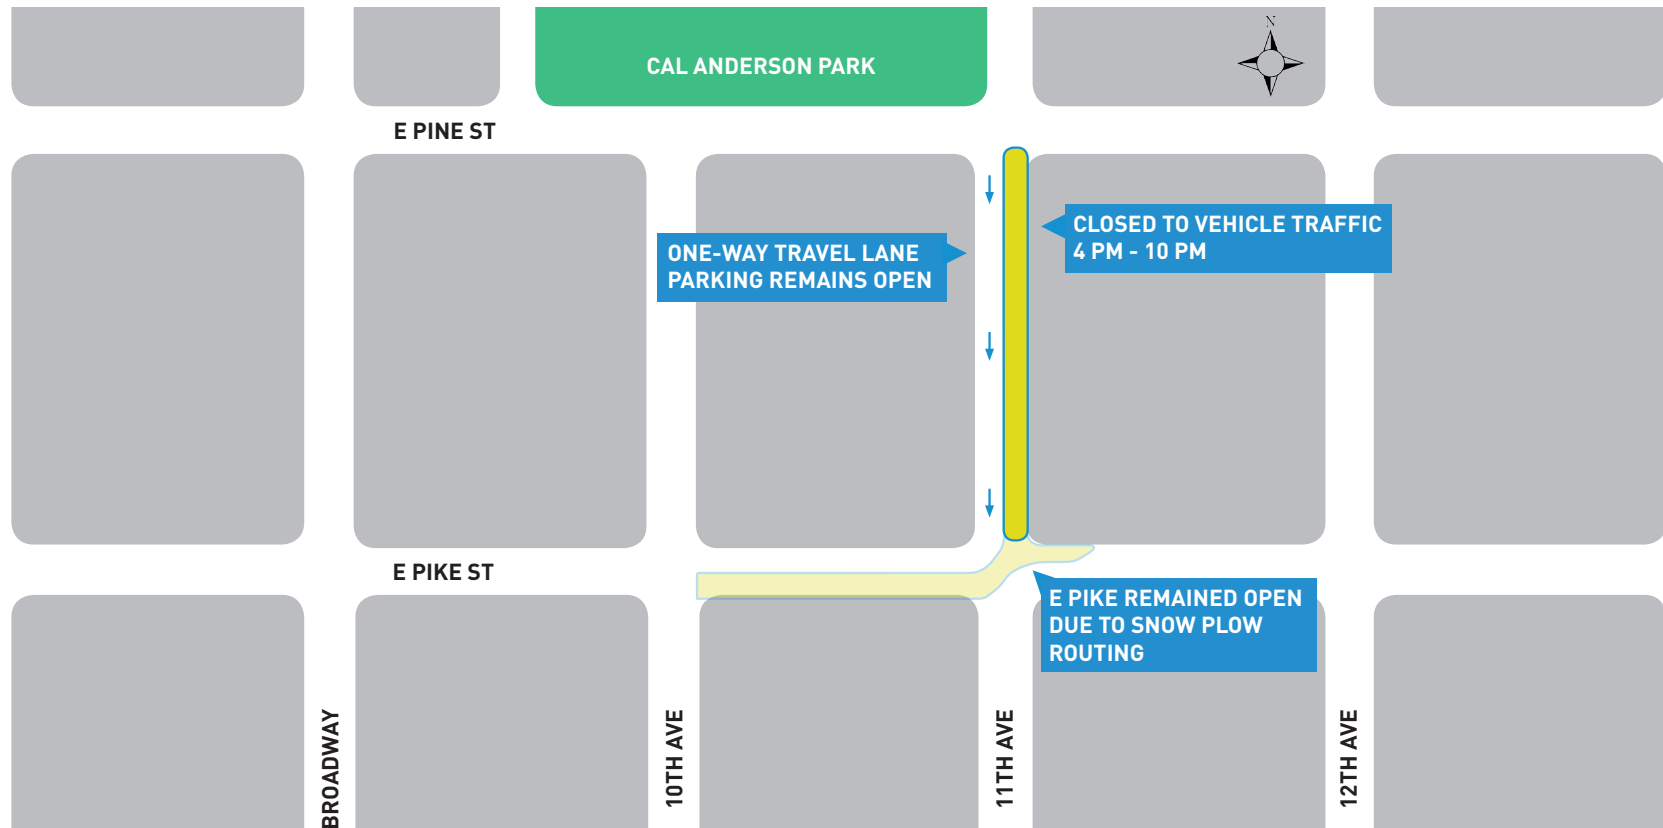 N
CAL ANDERSON PARK
E PINE ST
CLOSED TO VEHICLE TRAFFIC
4 PM - 10 PM
ONE-WAY TRAVEL LANE
PARKING REMAINS OPEN
E PIKE ST
E PIKE REMAINED OPEN
DUE TO SNOW PLOW
ROUTING
BROADWAY
10TH AVE
11TH AVE
12TH AVE